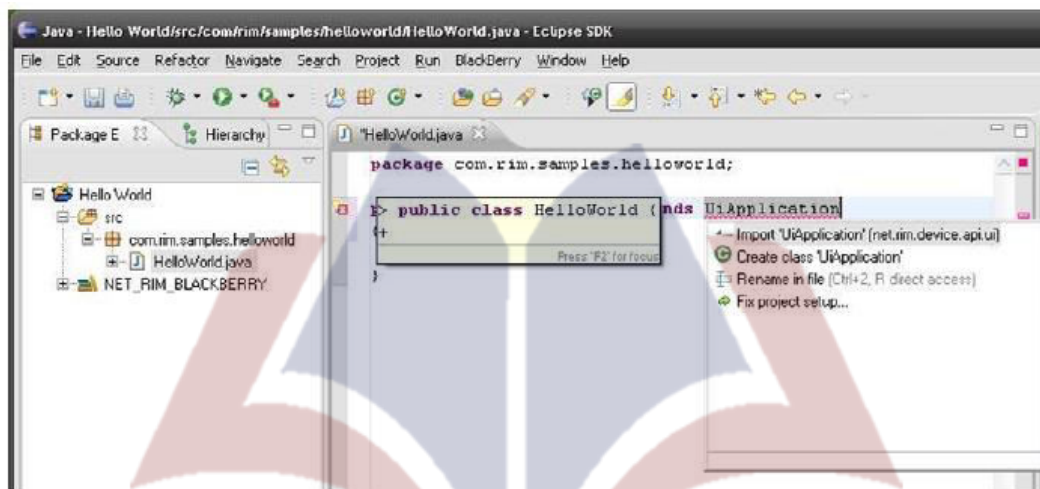 Java - Hello World/src/com/rim/samples/helloworld/HelloWorld.java - Eclipse SDK
File Edit Source Refactor Navigate Search Project Run BlackBerry Window Help
Package E Hierarchy
"HelloWorld.java
Hello World
src
com.rim.samples.helloworld
HelloWorld.java
NET_RIM_BLACKBERRY
package com.rim.samples.helloworld;
public class HelloWorld { nds UiApplication
+
Press 'F2' for focus
}
Import 'UiApplication' (net.rim.device.api.ui)
Create class 'UiApplication'
Rename in file (Ctrl+2, R direct access)
Fix project setup...